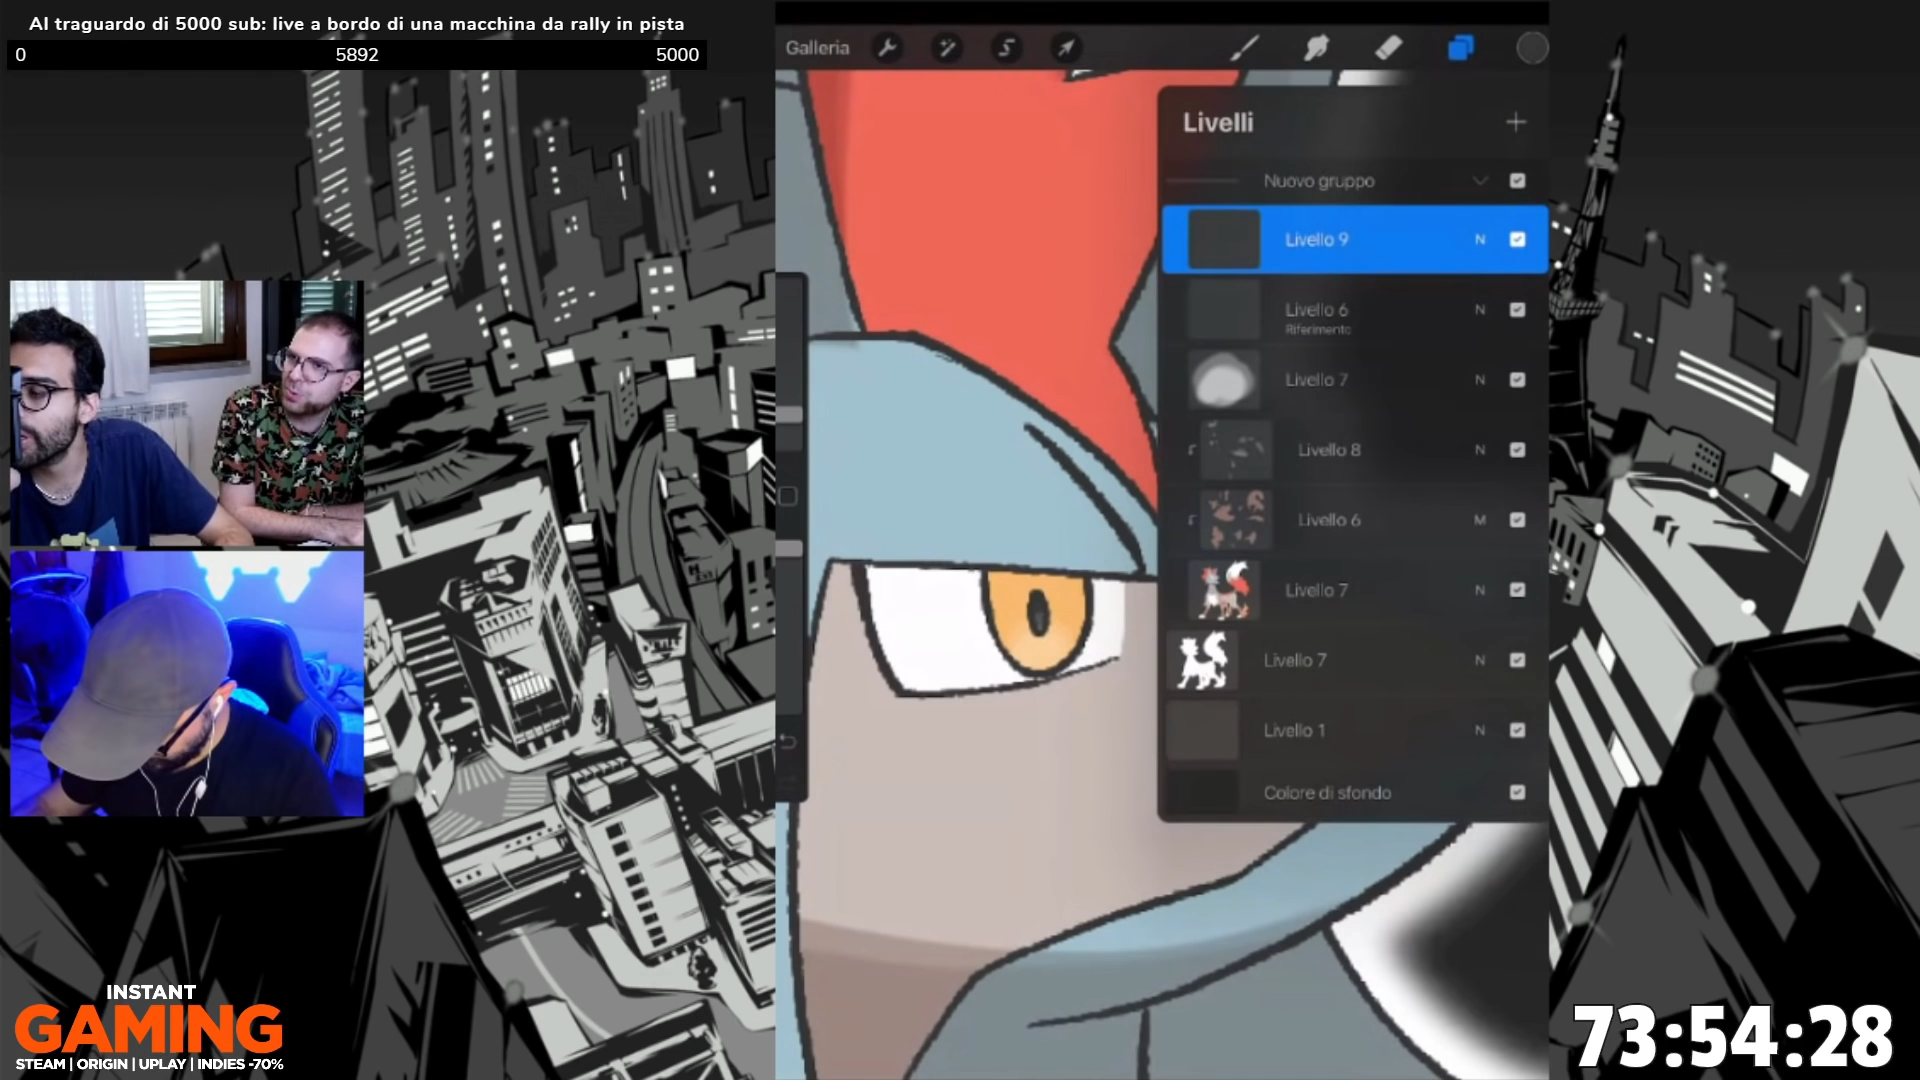 Al traguardo di 5000 sub: live a bordo di una macchina da rally in pista
0 5892 5000
Galleria
Livelli
Nuovo gruppo
Livello 9 N
Livello 6 N
Riferimento
Livello 7 N
Livello 8 N
Livello 6 M
Livello 7 N
Livello 7 N
Livello 1 N
Colore di sfondo
INSTANT
GAMING
STEAM | ORIGIN | UPLAY | INDIES -70%
73:54:28